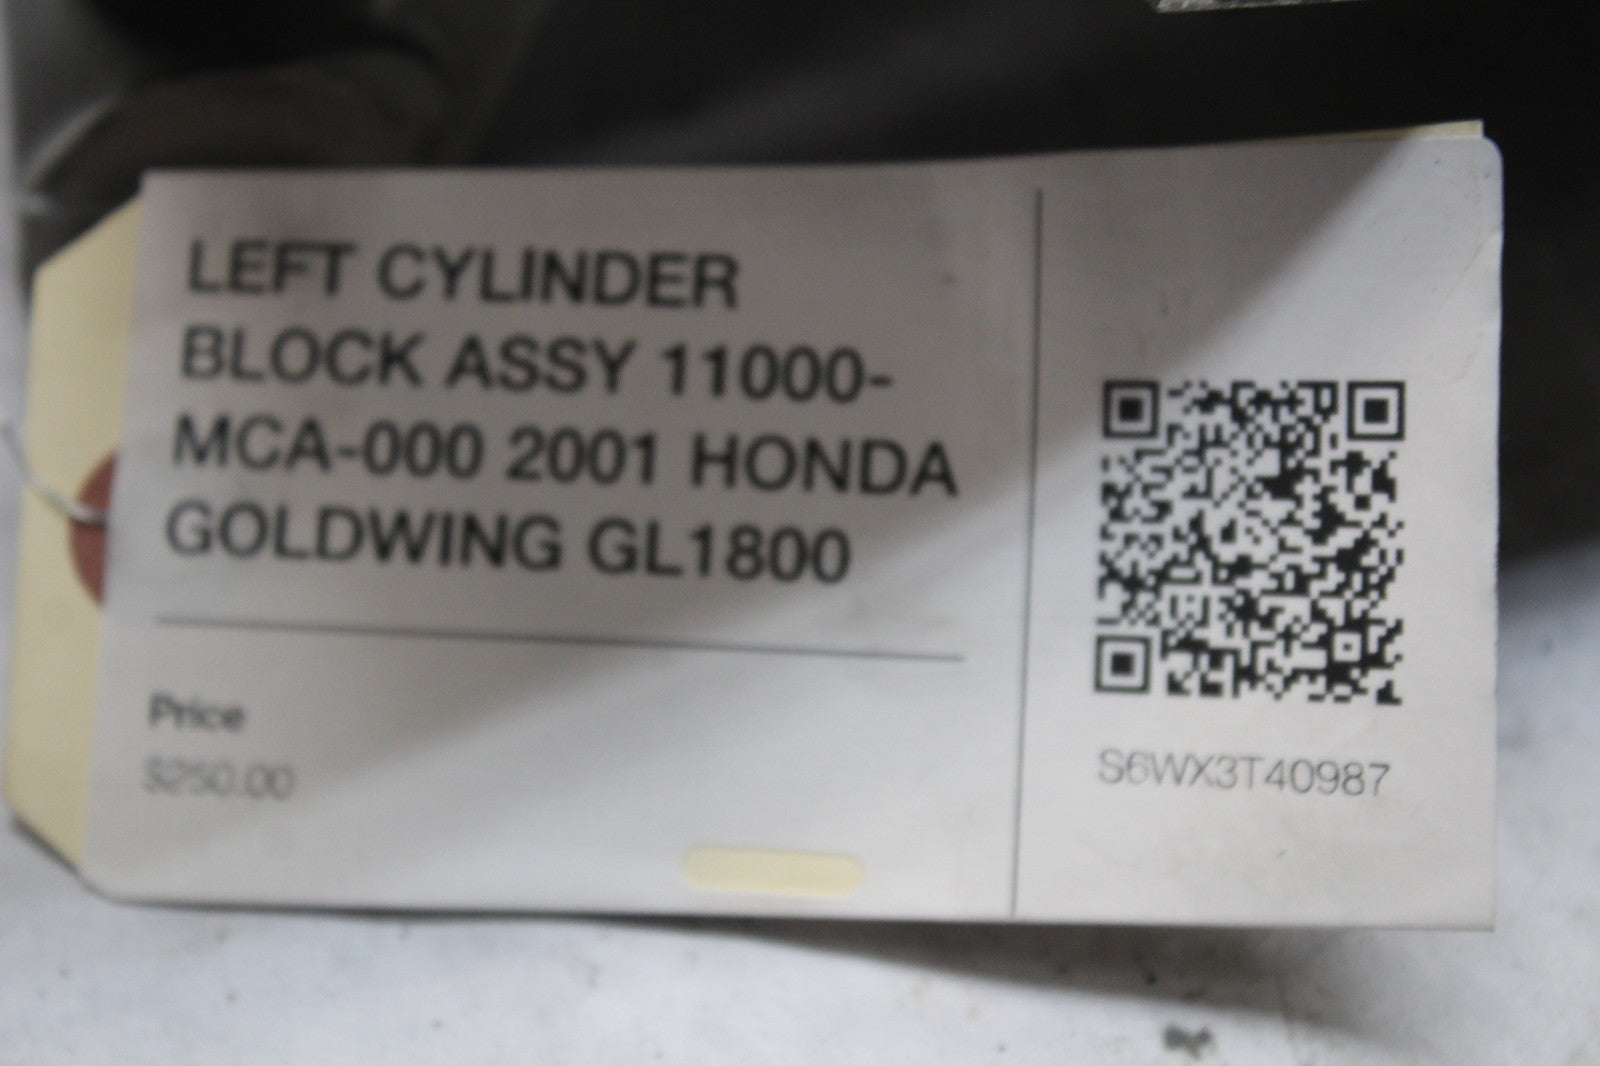 LEFT CYLINDER
BLOCK ASSY 11000-
MCA-000 2001 HONDA
GOLDWING GL1800
Price
$250.00
S6WX3T40987